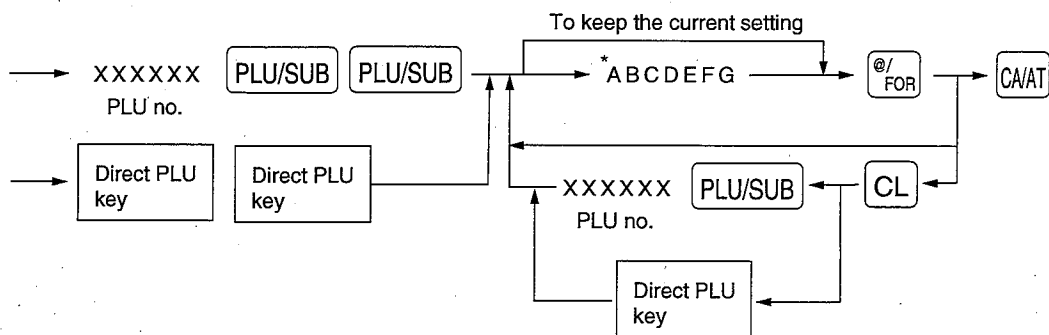 To keep the current setting
XXXXXX PLU/SUB PLU/SUB *ABCDEFG @/FOR CA/AT
PLU no.
Direct PLU key Direct PLU key
XXXXXX PLU/SUB CL
PLU no.
Direct PLU key